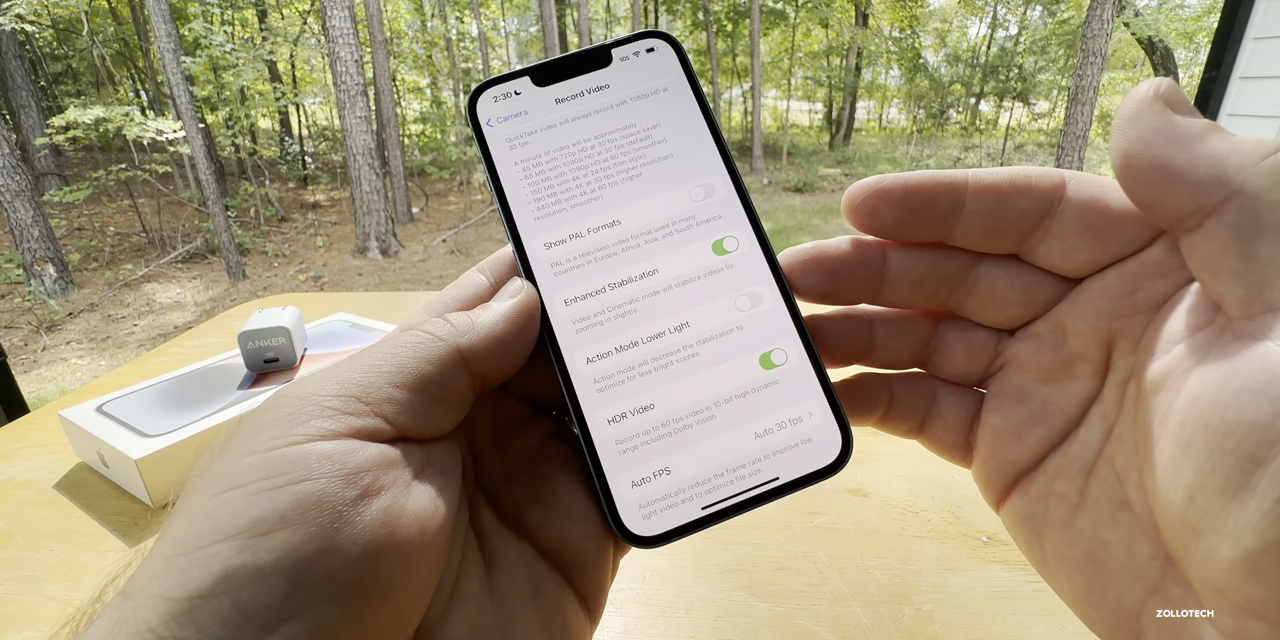 2:30
SOS
Camera
Record Video
QuickTake video will always record with 1080p HD at
30 fps.
A minute of video will be approximately
• 45 MB with 720p HD at 30 fps (space saver)
• 65 MB with 1080p HD at 30 fps (default)
• 100 MB with 1080p HD at 60 fps (smoother)
• 150 MB with 4K at 24 fps (film style)
• 190 MB with 4K at 30 fps (higher resolution)
• 440 MB with 4K at 60 fps (higher
resolution, smoother)
Show PAL Formats
PAL is a television video format used in many
countries in Europe, Africa, Asia, and South America.
Enhanced Stabilization
Video and Cinematic mode will stabilize videos by
zooming in slightly
Action Mode Lower Light
Action mode will decrease the stabilization to
optimize for less bright scenes.
HDR Video
Record up to 60 fps video in 10-bit high dynamic
range including Dolby Vision.
Auto FPS
Auto 30 fps
Automatically reduce the frame rate to improve low
light video and to optimize file size.
ANKER
ZOLLOTECH